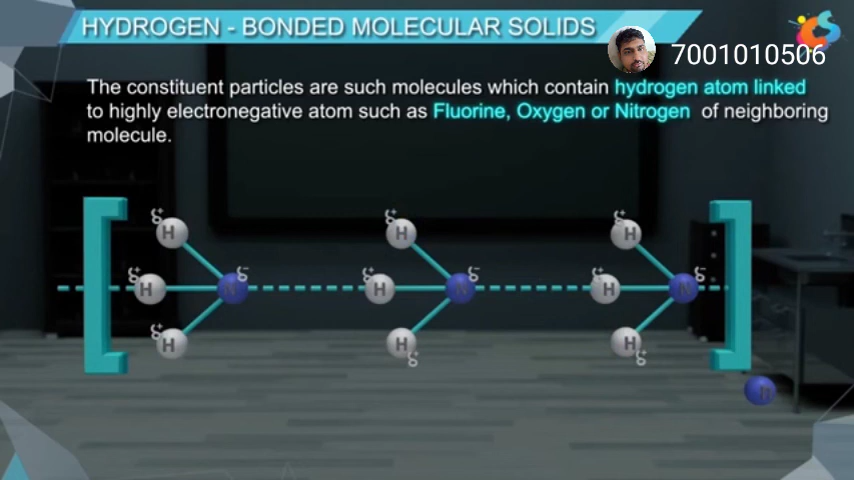 HYDROGEN - BONDED MOLECULAR SOLIDS
CS
7001010506
The constituent particles are such molecules which contain hydrogen atom linked
to highly electronegative atom such as Fluorine, Oxygen or Nitrogen of neighboring
molecule.
δ+ H δ+ H δ+ H
δ+ H N δ- δ+ H N δ- δ+ H N δ-
δ+ H H δ H δ